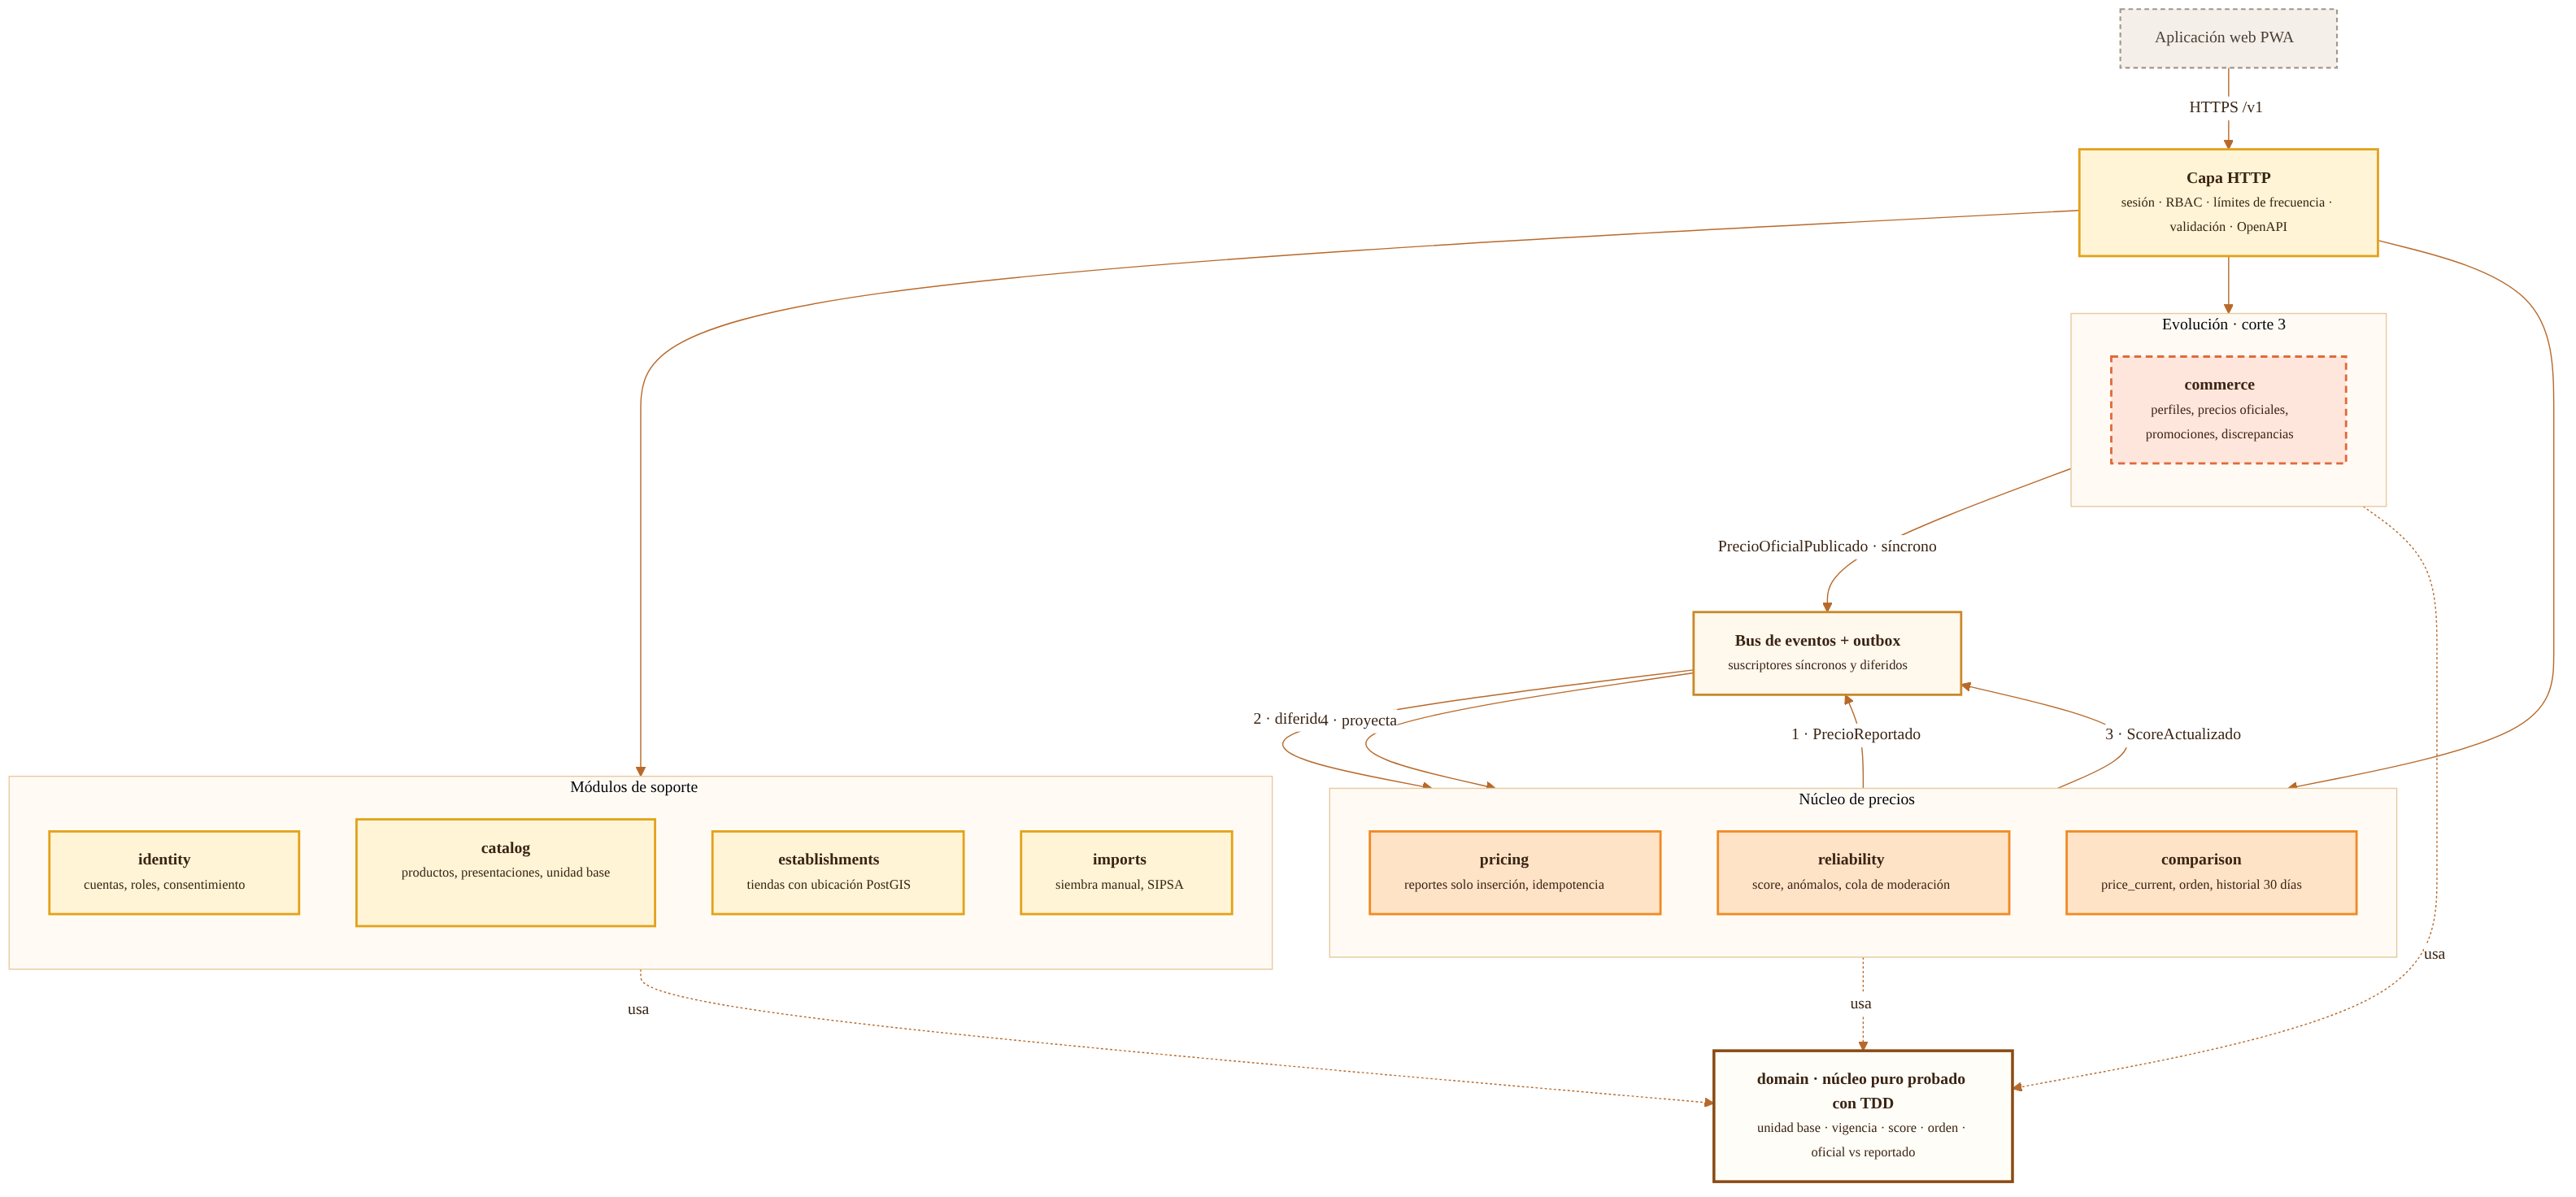 Aplicación web PWA
HTTPS /v1
Capa HTTP
sesión · RBAC · límites de frecuencia ·
validación · OpenAPI
Evolución · corte 3
commerce
perfiles, precios oficiales,
promociones, discrepancias
PrecioOficialPublicado · síncrono
Bus de eventos + outbox
suscriptores síncronos y diferidos
2 · diferido
4 · proyecta
1 · PrecioReportado
3 · ScoreActualizado
Módulos de soporte
identity
cuentas, roles, consentimiento
catalog
productos, presentaciones, unidad base
establishments
tiendas con ubicación PostGIS
imports
siembra manual, SIPSA
Núcleo de precios
pricing
reportes solo inserción, idempotencia
reliability
score, anómalos, cola de moderación
comparison
price_current, orden, historial 30 días
usa
usa
usa
domain · núcleo puro probado
con TDD
unidad base · vigencia · score · orden ·
oficial vs reportado